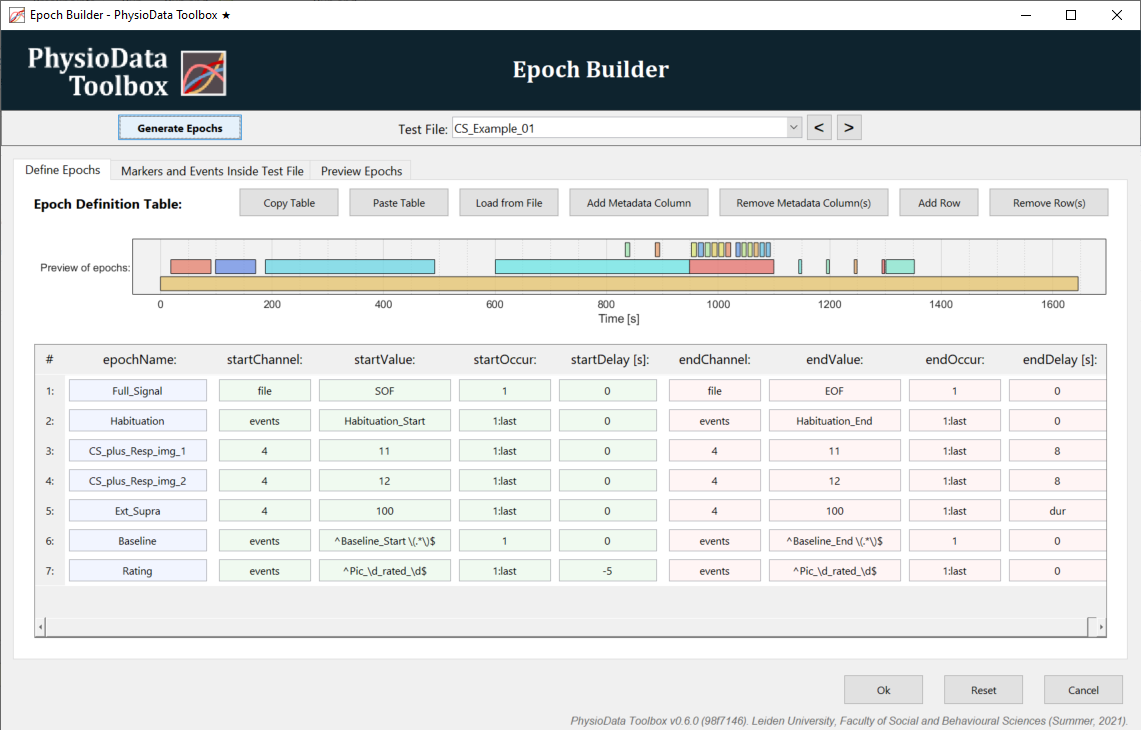 Epoch Builder - PhysioData Toolbox ★
PhysioData
Toolbox
Epoch Builder
Generate Epochs
Test File: CS_Example_01 < >
Define Epochs Markers and Events Inside Test File Preview Epochs
Epoch Definition Table: Copy Table Paste Table Load from File Add Metadata Column Remove Metadata Column(s) Add Row Remove Row(s)
Preview of epochs:
0 200 400 600 800 1000 1200 1400 1600
Time [s]
# epochName: startChannel: startValue: startOccur: startDelay [s]: endChannel: endValue: endOccur: endDelay [s]:
1: Full_Signal file SOF 1 0 file EOF 1 0
2: Habituation events Habituation_Start 1:last 0 events Habituation_End 1:last 0
3: CS_plus_Resp_img_1 4 11 1:last 0 4 11 1:last 8
4: CS_plus_Resp_img_2 4 12 1:last 0 4 12 1:last 8
5: Ext_Supra 4 100 1:last 0 4 100 1:last dur
6: Baseline events ^Baseline_Start \(.*\)$ 1 0 events ^Baseline_End \(.*\)$ 1 0
7: Rating events ^Pic_\d_rated_\d$ 1:last -5 events ^Pic_\d_rated_\d$ 1:last 0
Ok Reset Cancel
PhysioData Toolbox v0.6.0 (98f7146). Leiden University, Faculty of Social and Behavioural Sciences (Summer, 2021).